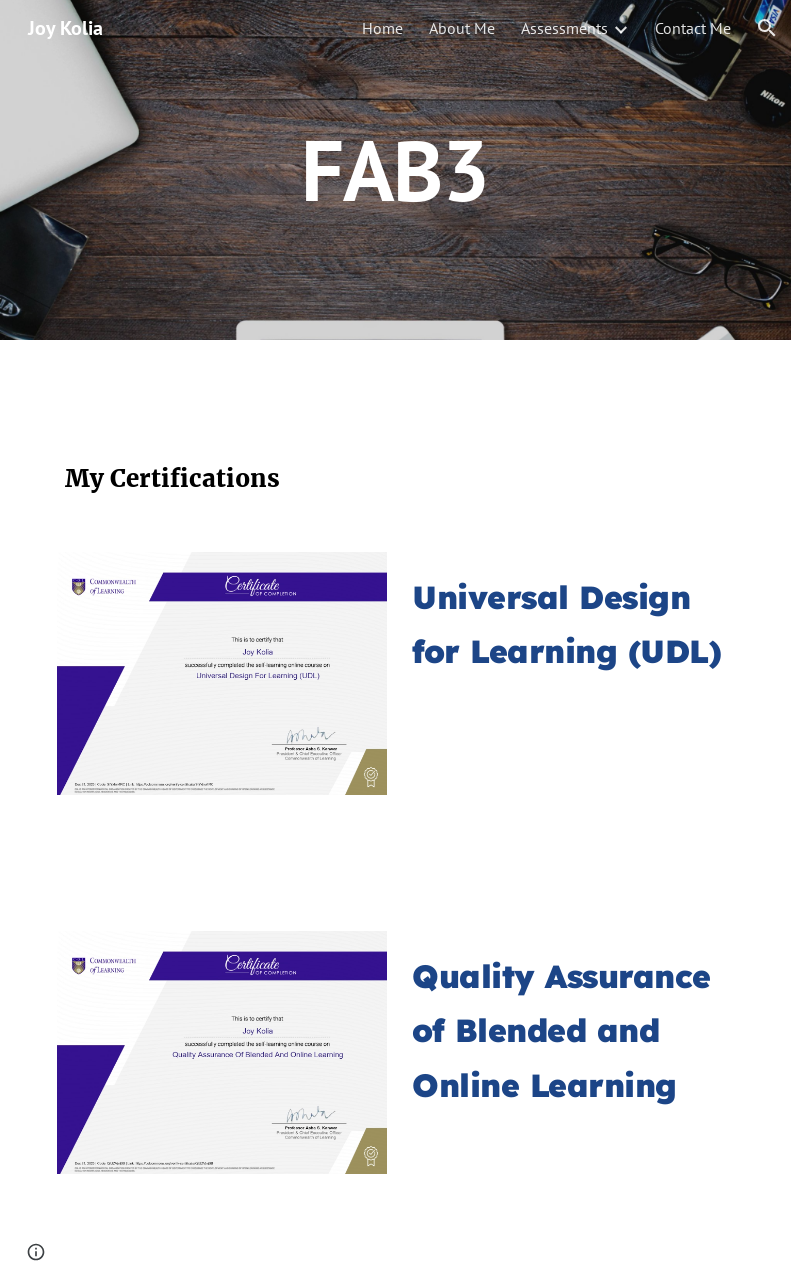 Joy Kolia
Home About Me Assessments Contact Me
Nikon
VISA
FAB3
My Certifications
COMMONWEALTH
of LEARNING
Certificate
OF COMPLETION
This is to certify that
Joy Kolia
successfully completed the self-learning online course on
Universal Design For Learning (UDL)
Professor Asha S. Kanwar
President & Chief Executive Officer
Commonwealth of Learning
Universal Design
for Learning (UDL)
COMMONWEALTH
of LEARNING
Certificate
OF COMPLETION
This is to certify that
Joy Kolia
successfully completed the self-learning online course on
Quality Assurance Of Blended And Online Learning
Professor Asha S. Kanwar
President & Chief Executive Officer
Commonwealth of Learning
Quality Assurance
of Blended and
Online Learning